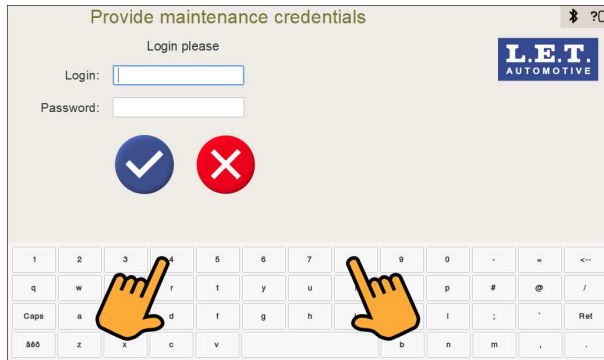 Provide maintenance credentials
?
Login please
L.E.T.
AUTOMOTIVE
Login:
Password:
1 2 3 4 5 6 7 9 0 - = <--
q w r t y u p # @ /
Caps a d f g h l ; ` Ret
âêô z x c v b n m , .